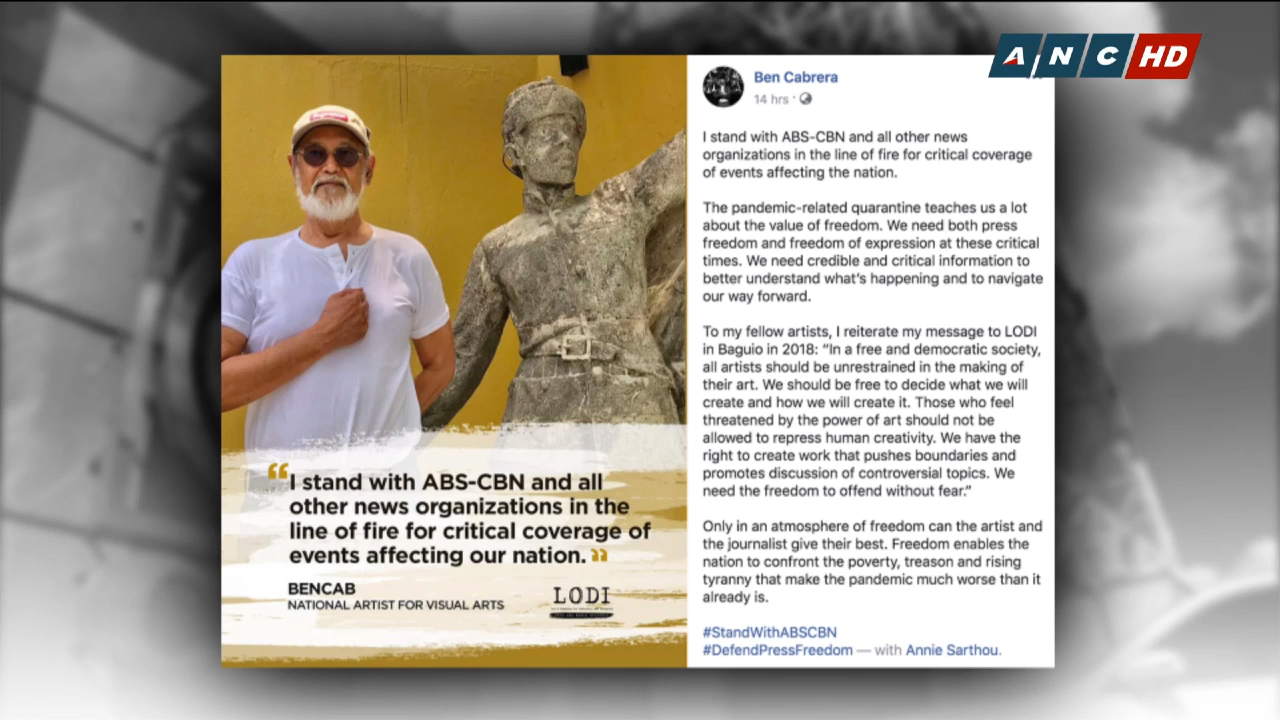 ANC HD
Ben Cabrera
14 hrs ·
I stand with ABS-CBN and all other news
organizations in the line of fire for critical coverage
of events affecting the nation.
The pandemic-related quarantine teaches us a lot
about the value of freedom. We need both press
freedom and freedom of expression at these critical
times. We need credible and critical information to
better understand what's happening and to navigate
our way forward.
To my fellow artists, I reiterate my message to LODI
in Baguio in 2018: “In a free and democratic society,
all artists should be unrestrained in the making of
their art. We should be free to decide what we will
create and how we will create it. Those who feel
threatened by the power of art should not be
allowed to repress human creativity. We have the
right to create work that pushes boundaries and
promotes discussion of controversial topics. We
need the freedom to offend without fear.”
Only in an atmosphere of freedom can the artist and
the journalist give their best. Freedom enables the
nation to confront the poverty, treason and rising
tyranny that make the pandemic much worse than it
already is.
#StandWithABSCBN
#DefendPressFreedom — with Annie Sarthou.
“I stand with ABS-CBN and all
other news organizations in the
line of fire for critical coverage of
events affecting our nation.”
BENCAB
NATIONAL ARTIST FOR VISUAL ARTS
LODI